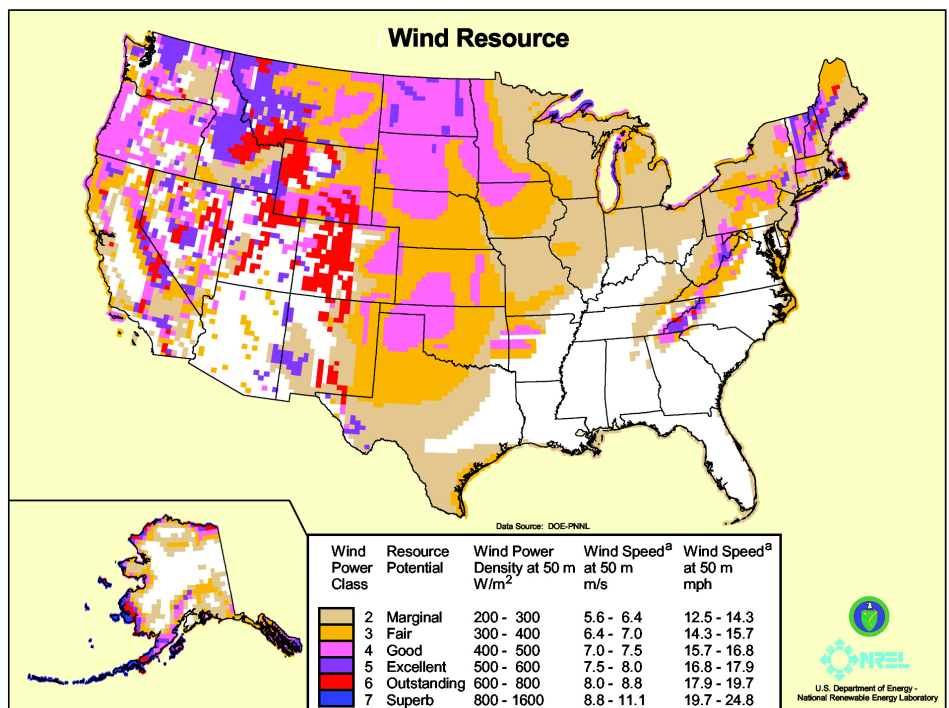 Wind Resource
Data Source: DOE-PNNL
Wind Resource Wind Power Wind Speedª Wind Speedª
Power Potential Density at 50 m at 50 m at 50 m
Class W/m² m/s mph
2 Marginal 200 - 300 5.6 - 6.4 12.5 - 14.3
3 Fair 300 - 400 6.4 - 7.0 14.3 - 15.7
4 Good 400 - 500 7.0 - 7.5 15.7 - 16.8
5 Excellent 500 - 600 7.5 - 8.0 16.8 - 17.9
6 Outstanding 600 - 800 8.0 - 8.8 17.9 - 19.7
7 Superb 800 - 1600 8.8 - 11.1 19.7 - 24.8
NREL
U.S. Department of Energy -
National Renewable Energy Laboratory